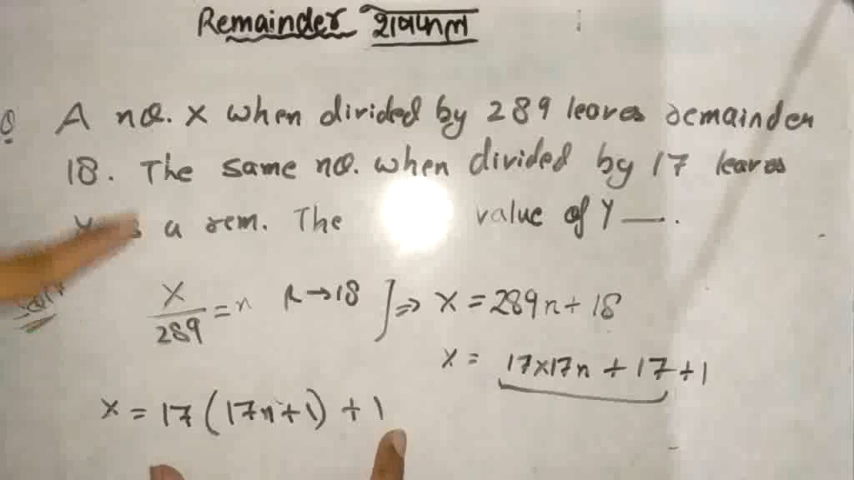 Remainder शेषफल
Q A no. X when divided by 289 leaves remainder
18. The same no. when divided by 17 leaves
a rem. The value of Y —.
X/289 = n R → 18 ] ⇒ X = 289n + 18
X = 17×17n + 17 + 1
X = 17 (17n + 1) + 1